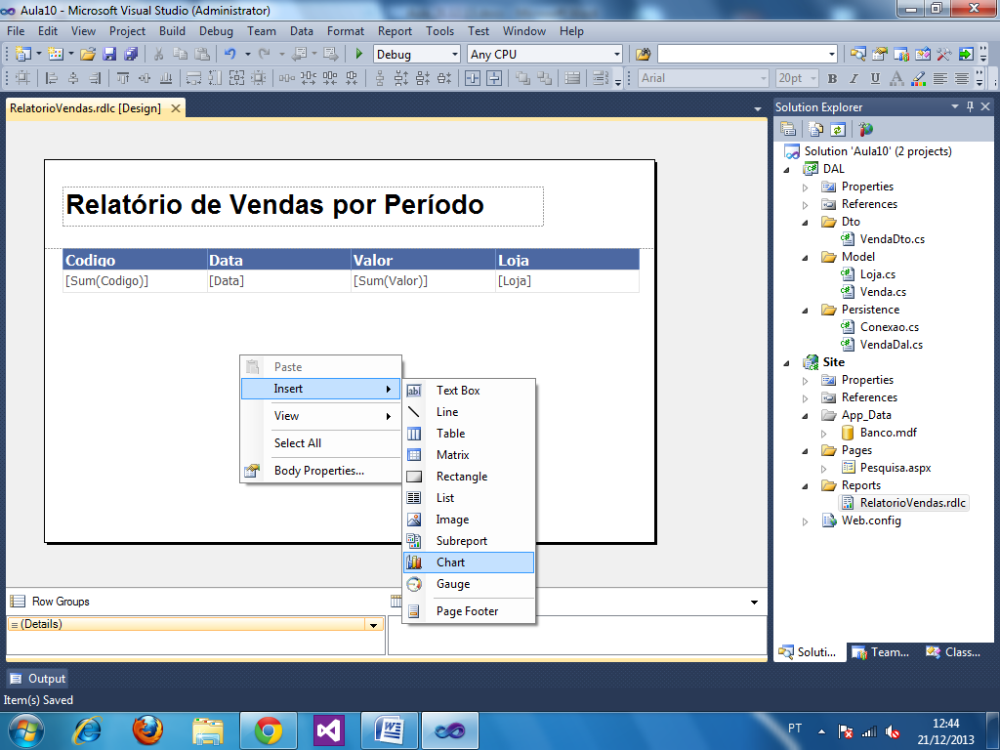 Aula10 - Microsoft Visual Studio (Administrator)
File Edit View Project Build Debug Team Data Format Report Tools Test Window Help
Debug Any CPU
Arial 20pt B I U A
RelatorioVendas.rdlc [Design]
Relatório de Vendas por Período
Codigo Data Valor Loja
[Sum(Codigo)] [Data] [Sum(Valor)] [Loja]
Paste
Insert
View
Select All
Body Properties...
Text Box
Line
Table
Matrix
Rectangle
List
Image
Subreport
Chart
Gauge
Page Footer
Row Groups
(Details)
Solution Explorer
Solution 'Aula10' (2 projects)
DAL
Properties
References
Dto
VendaDto.cs
Model
Loja.cs
Venda.cs
Persistence
Conexao.cs
VendaDal.cs
Site
Properties
References
App_Data
Banco.mdf
Pages
Pesquisa.aspx
Reports
RelatorioVendas.rdlc
Web.config
Soluti... Team... Class...
Output
Item(s) Saved
PT
12:44
21/12/2013